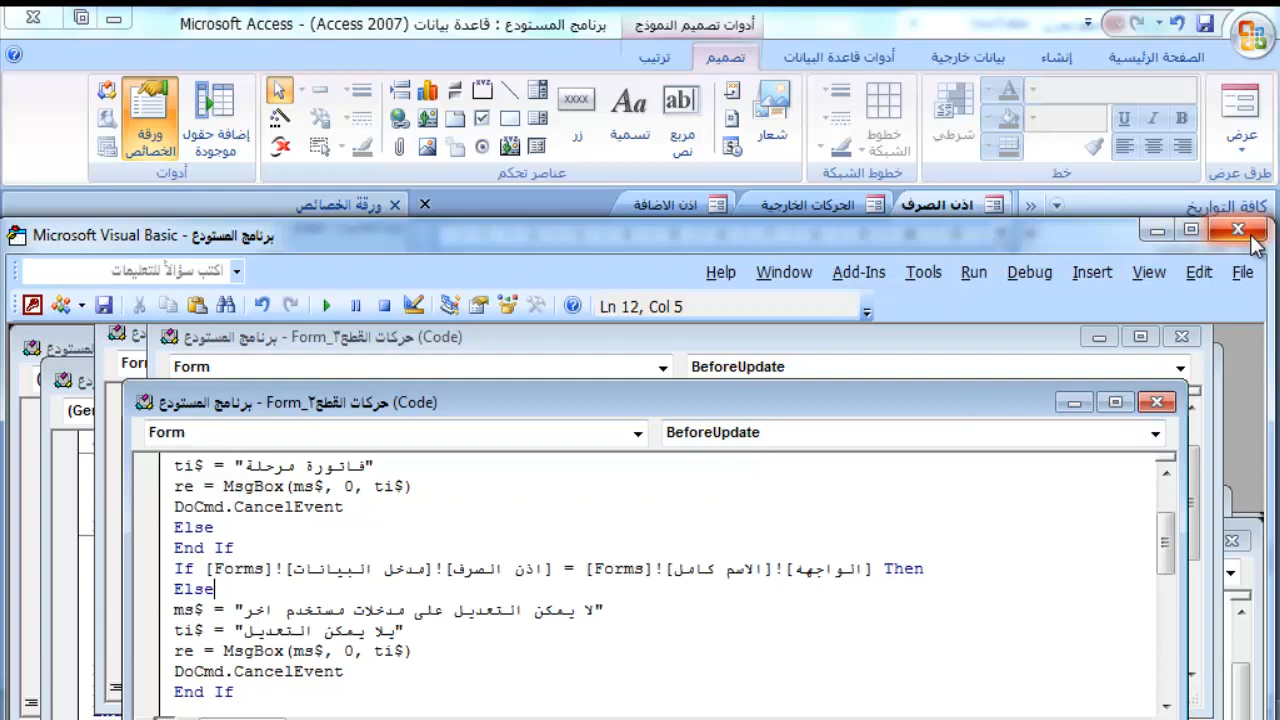 برنامج المستودع : قاعدة بيانات (Access 2007) - Microsoft Access
أدوات تصميم النموذج
الصفحة الرئيسية
إنشاء
بيانات خارجية
أدوات قاعدة البيانات
تصميم
ترتيب
عرض
شرطي
خطوط الشبكة
شعار
مربع نص
تسمية
زر
إضافة حقول موجودة
ورقة الخصائص
طرق عرض
خط
خطوط الشبكة
عناصر تحكم
أدوات
كافة التواريخ
اذن الصرف
الحركات الخارجية
اذن الاضافة
ورقة الخصائص
Microsoft Visual Basic - برنامج المستودع
اكتب سؤالاً للتعليمات
File Edit View Insert Debug Run Tools Add-Ins Window Help
Ln 12, Col 5
برنامج المستودع - Form_حركات القطع٣ (Code)
Form
BeforeUpdate
برنامج المستودع - Form_حركات القطع٢ (Code)
Form
BeforeUpdate
ti$ = "فاتورة مرحلة"
re = MsgBox(ms$, 0, ti$)
DoCmd.CancelEvent
Else
End If
If [Forms]![اذن الصرف]![مدخل البيانات] = [Forms]![الواجهه]![الاسم كامل] Then
Else
ms$ = "لا يمكن التعديل على مدخلات مستخدم اخر"
ti$ = "يلا يمكن التعديل"
re = MsgBox(ms$, 0, ti$)
DoCmd.CancelEvent
End If